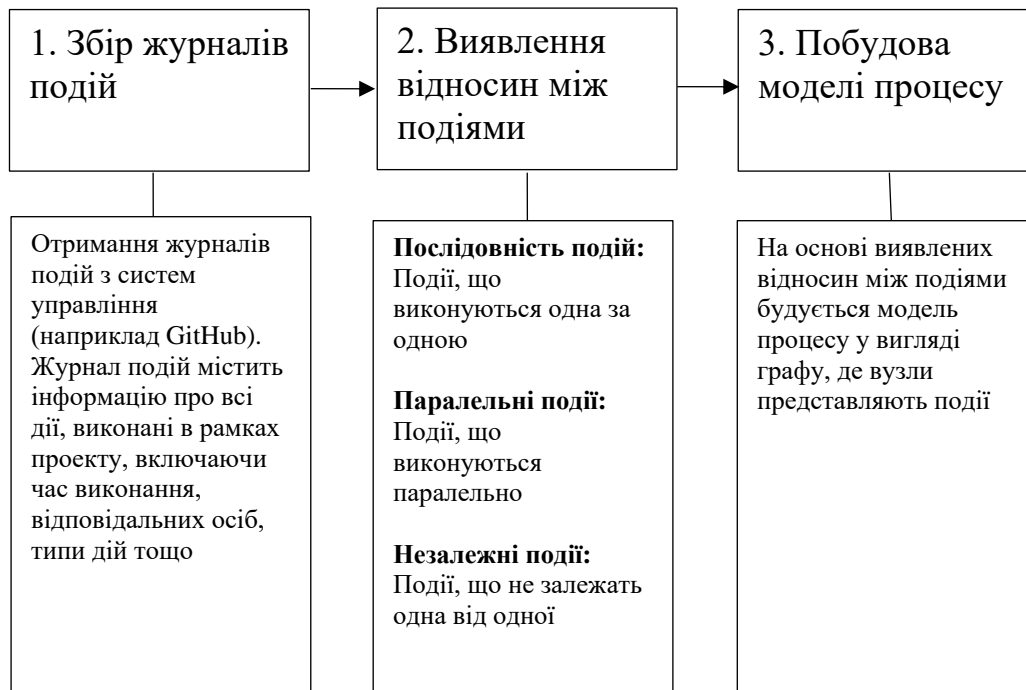 1. Збір журналів
подій
2. Виявлення
відносин між
подіями
3. Побудова
моделі процесу
Отримання журналів
подій з систем
управління
(наприклад GitHub).
Журнал подій містить
інформацію про всі
дії, виконані в рамках
проекту, включаючи
час виконання,
відповідальних осіб,
типи дій тощо
Послідовність подій:
Події, що
виконуються одна за
одною
Паралельні події:
Події, що
виконуються
паралельно
Незалежні події:
Події, що не залежать
одна від одної
На основі виявлених
відносин між подіями
будується модель
процесу у вигляді
графу, де вузли
представляють події